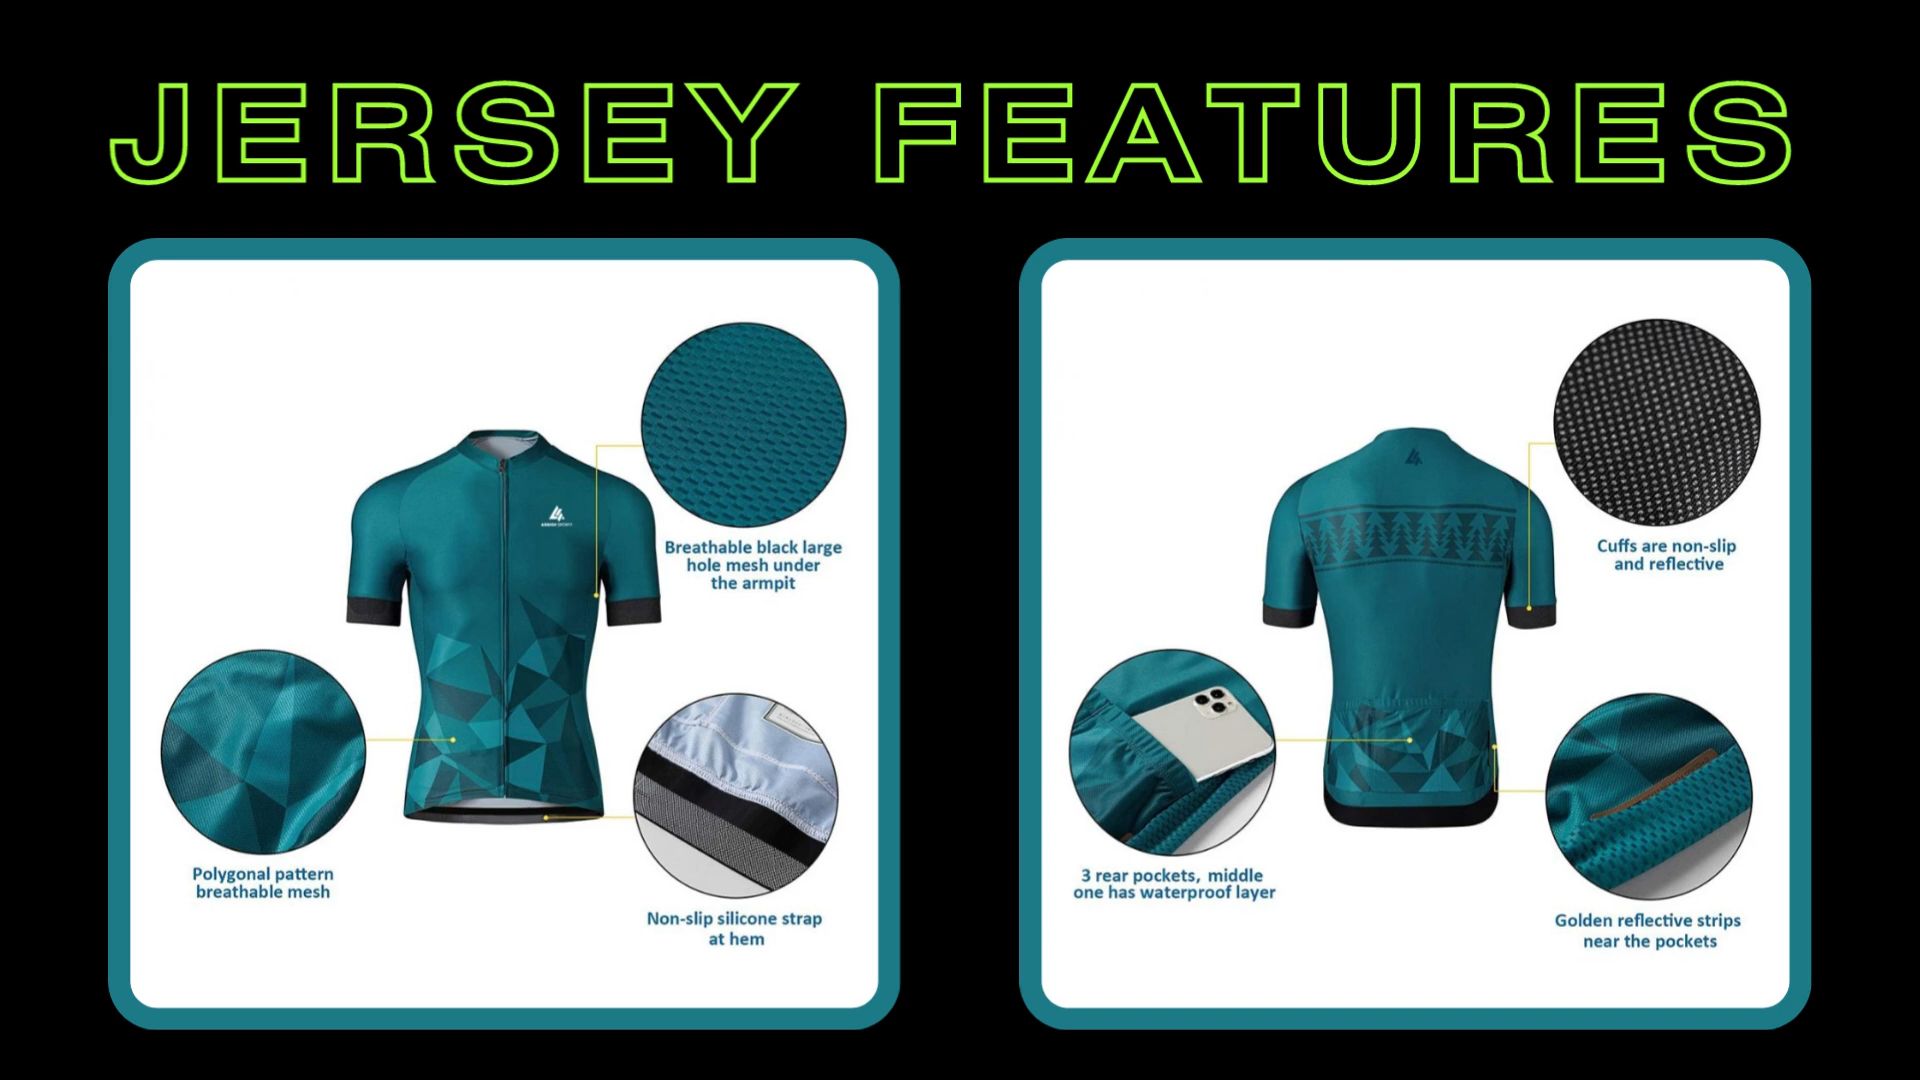 JERSEY FEATURES
Breathable black large
hole mesh under
the armpit
Polygonal pattern
breathable mesh
Non-slip silicone strap
at hem
Cuffs are non-slip
and reflective
3 rear pockets, middle
one has waterproof layer
Golden reflective strips
near the pockets